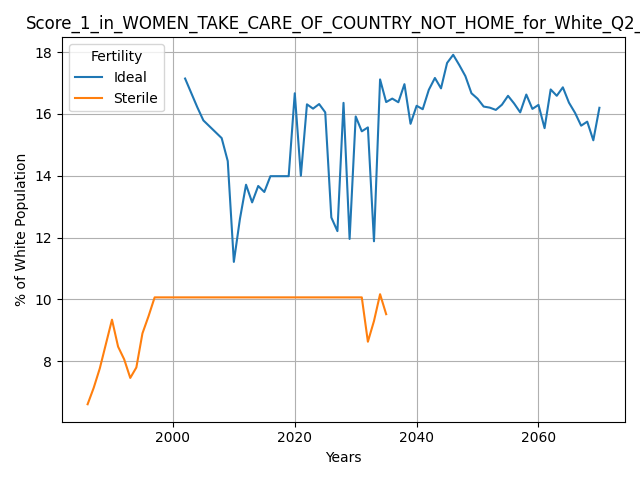 Score_1_in_WOMEN_TAKE_CARE_OF_COUNTRY_NOT_HOME_for_White_Q2_
Fertility
Ideal
Sterile
% of White Population
18
16
14
12
10
8
2000 2020 2040 2060
Years